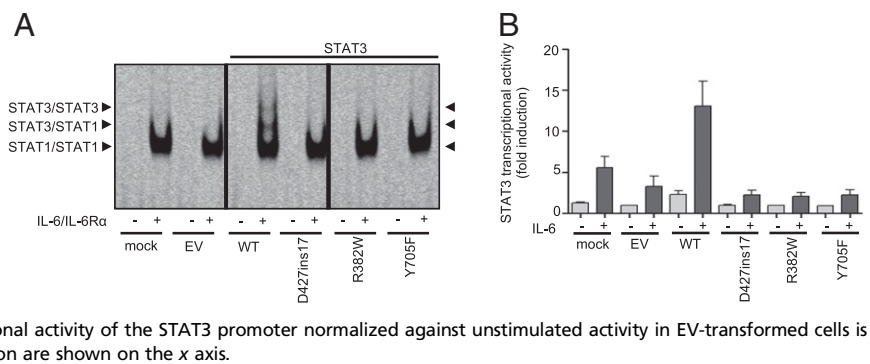 A
STAT3
STAT3/STAT3
STAT3/STAT1
STAT1/STAT1
IL-6/IL-6Rα - + - + - + - + - + - +
mock EV WT D427ins17 R382W Y705F
B
STAT3 transcriptional activity
(fold induction)
20
15
10
5
0
IL-6 - + - + - + - + - + - +
mock EV WT D427ins17 R382W Y705F
onal activity of the STAT3 promoter normalized against unstimulated activity in EV-transformed cells is
on are shown on the x axis.